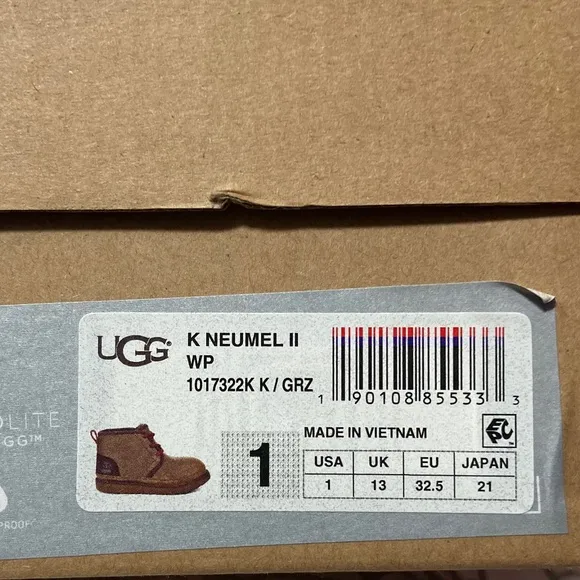 UGG
K NEUMEL II
WP
1017322K K / GRZ
1 90108 85533 3
MADE IN VIETNAM
1
USA UK EU JAPAN
1 13 32.5 21